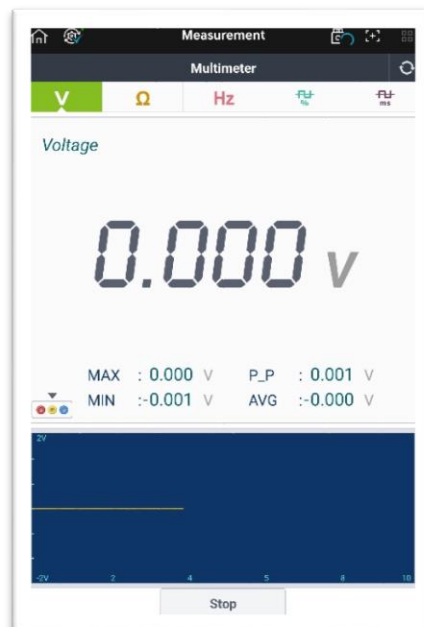 Measurement
Multimeter
V Ω Hz % ms
Voltage
0.000 V
MAX : 0.000 V P_P : 0.001 V
MIN :-0.001 V AVG :-0.000 V
2V
-2V 2 4 5 8 10
Stop